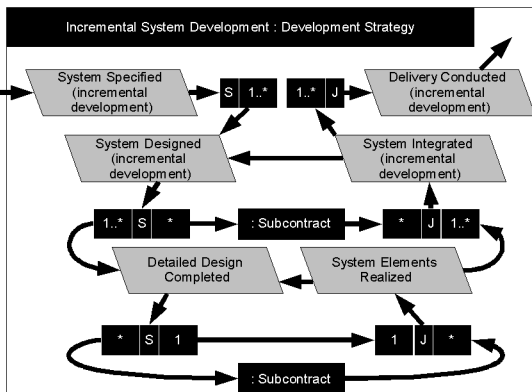 Incremental System Development : Development Strategy
System Specified
(incremental
development)
S 1..*
1..* J
Delivery Conducted
(incremental
development)
System Designed
(incremental
development)
System Integrated
(incremental
development)
1..* S *
: Subcontract
* J 1..*
Detailed Design
Completed
System Elements
Realized
* S 1
1 J *
: Subcontract